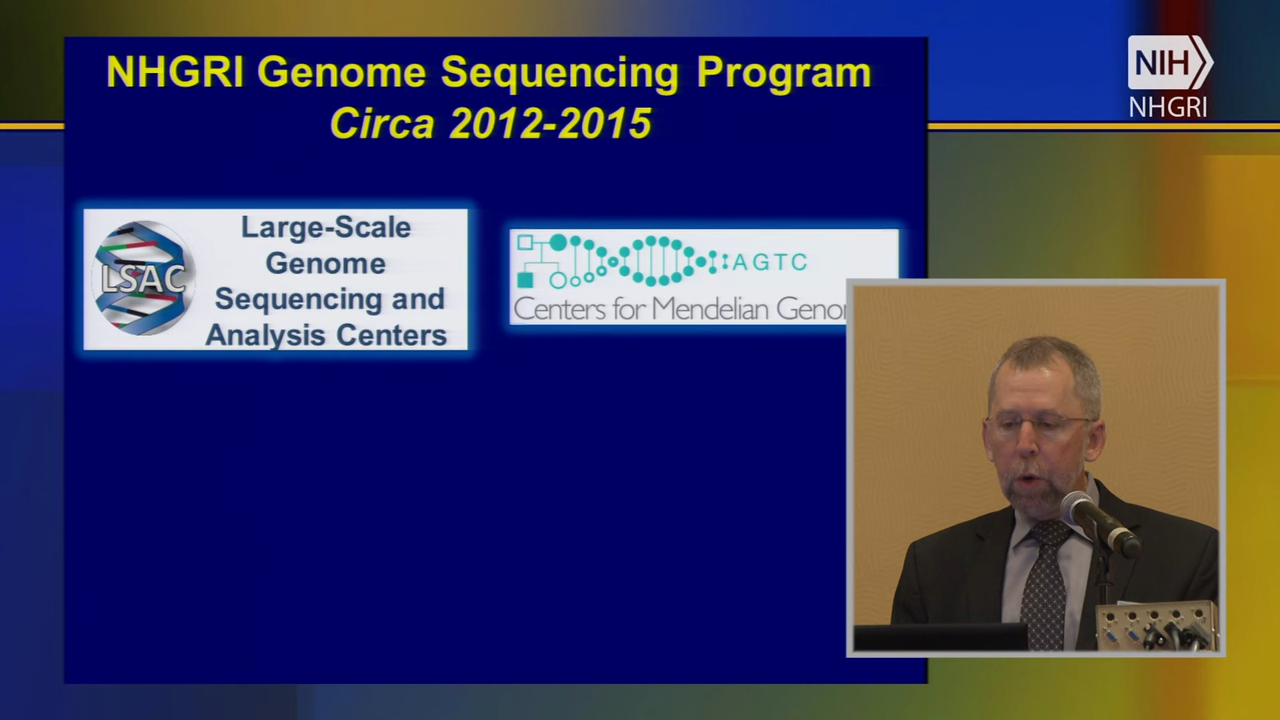 NHGRI Genome Sequencing Program
Circa 2012-2015
NIH
NHGRI
LSAC
Large-Scale
Genome
Sequencing and
Analysis Centers
AGTC
Centers for Mendelian